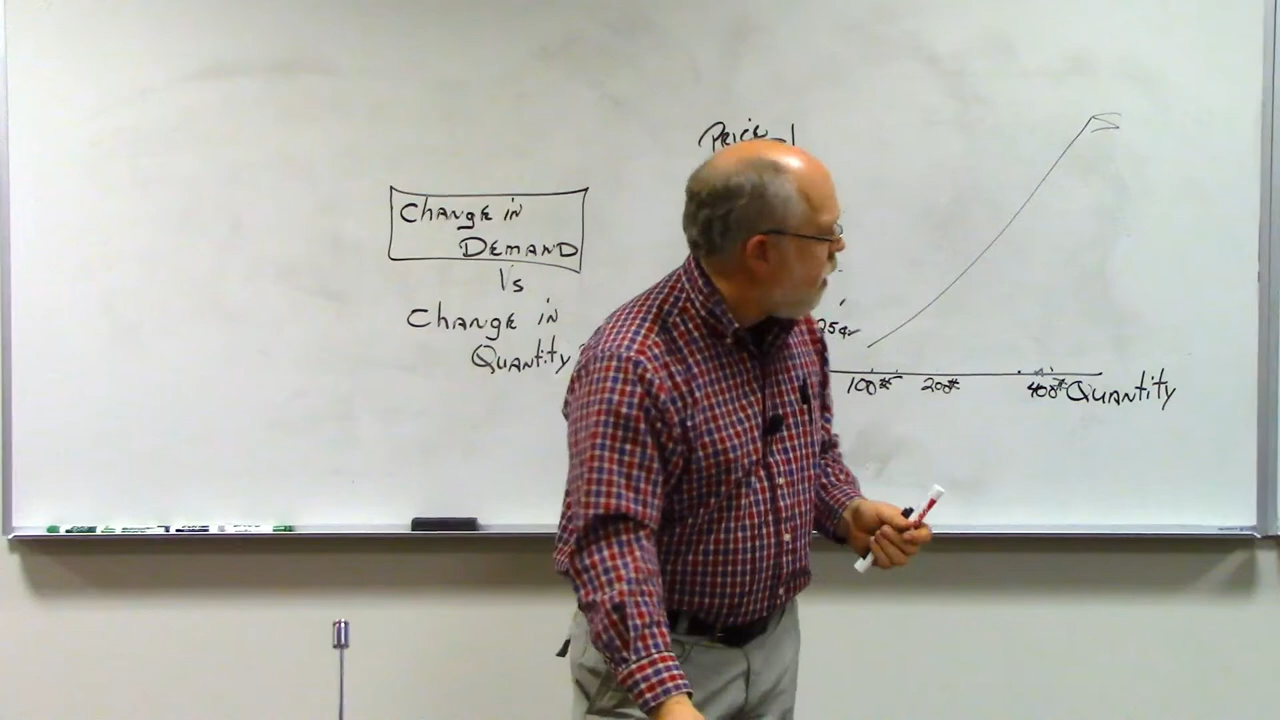 Change in
Demand
Vs
Change in
Quantity
Price
25¢
100# 200# 400# Quantity